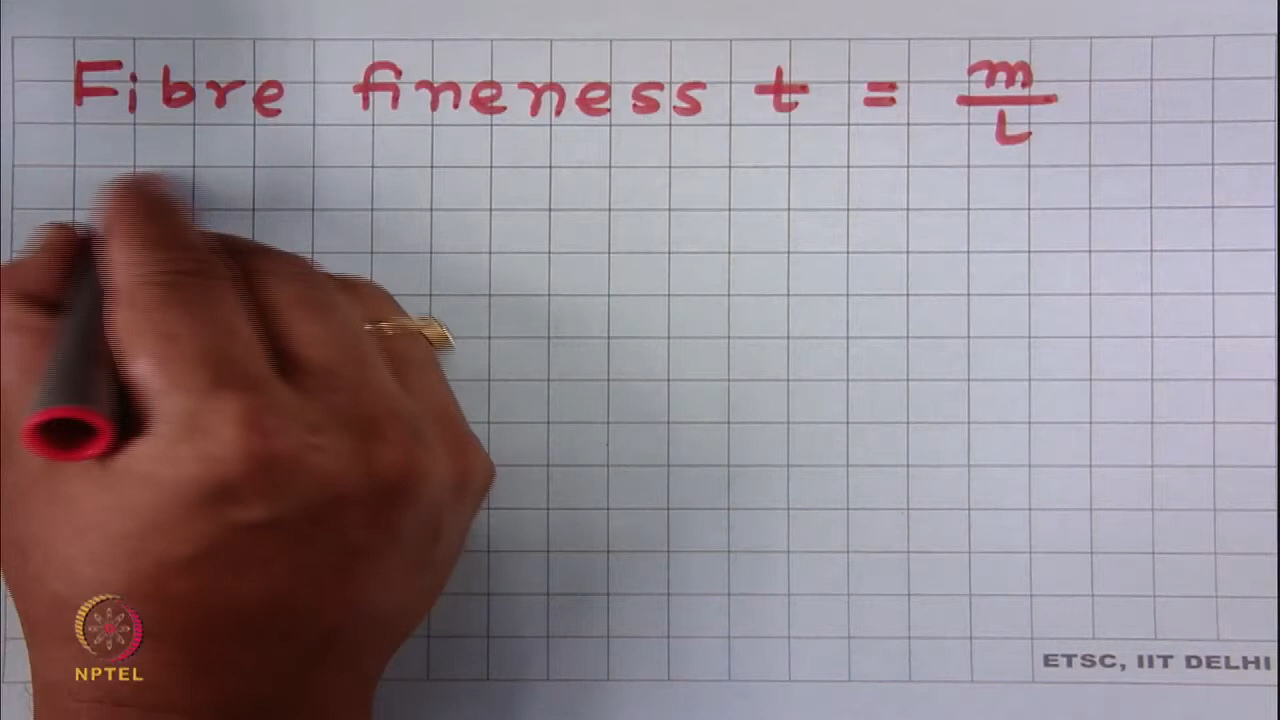 Fibre fineness t = m/L
NPTEL
ETSC, IIT DELHI